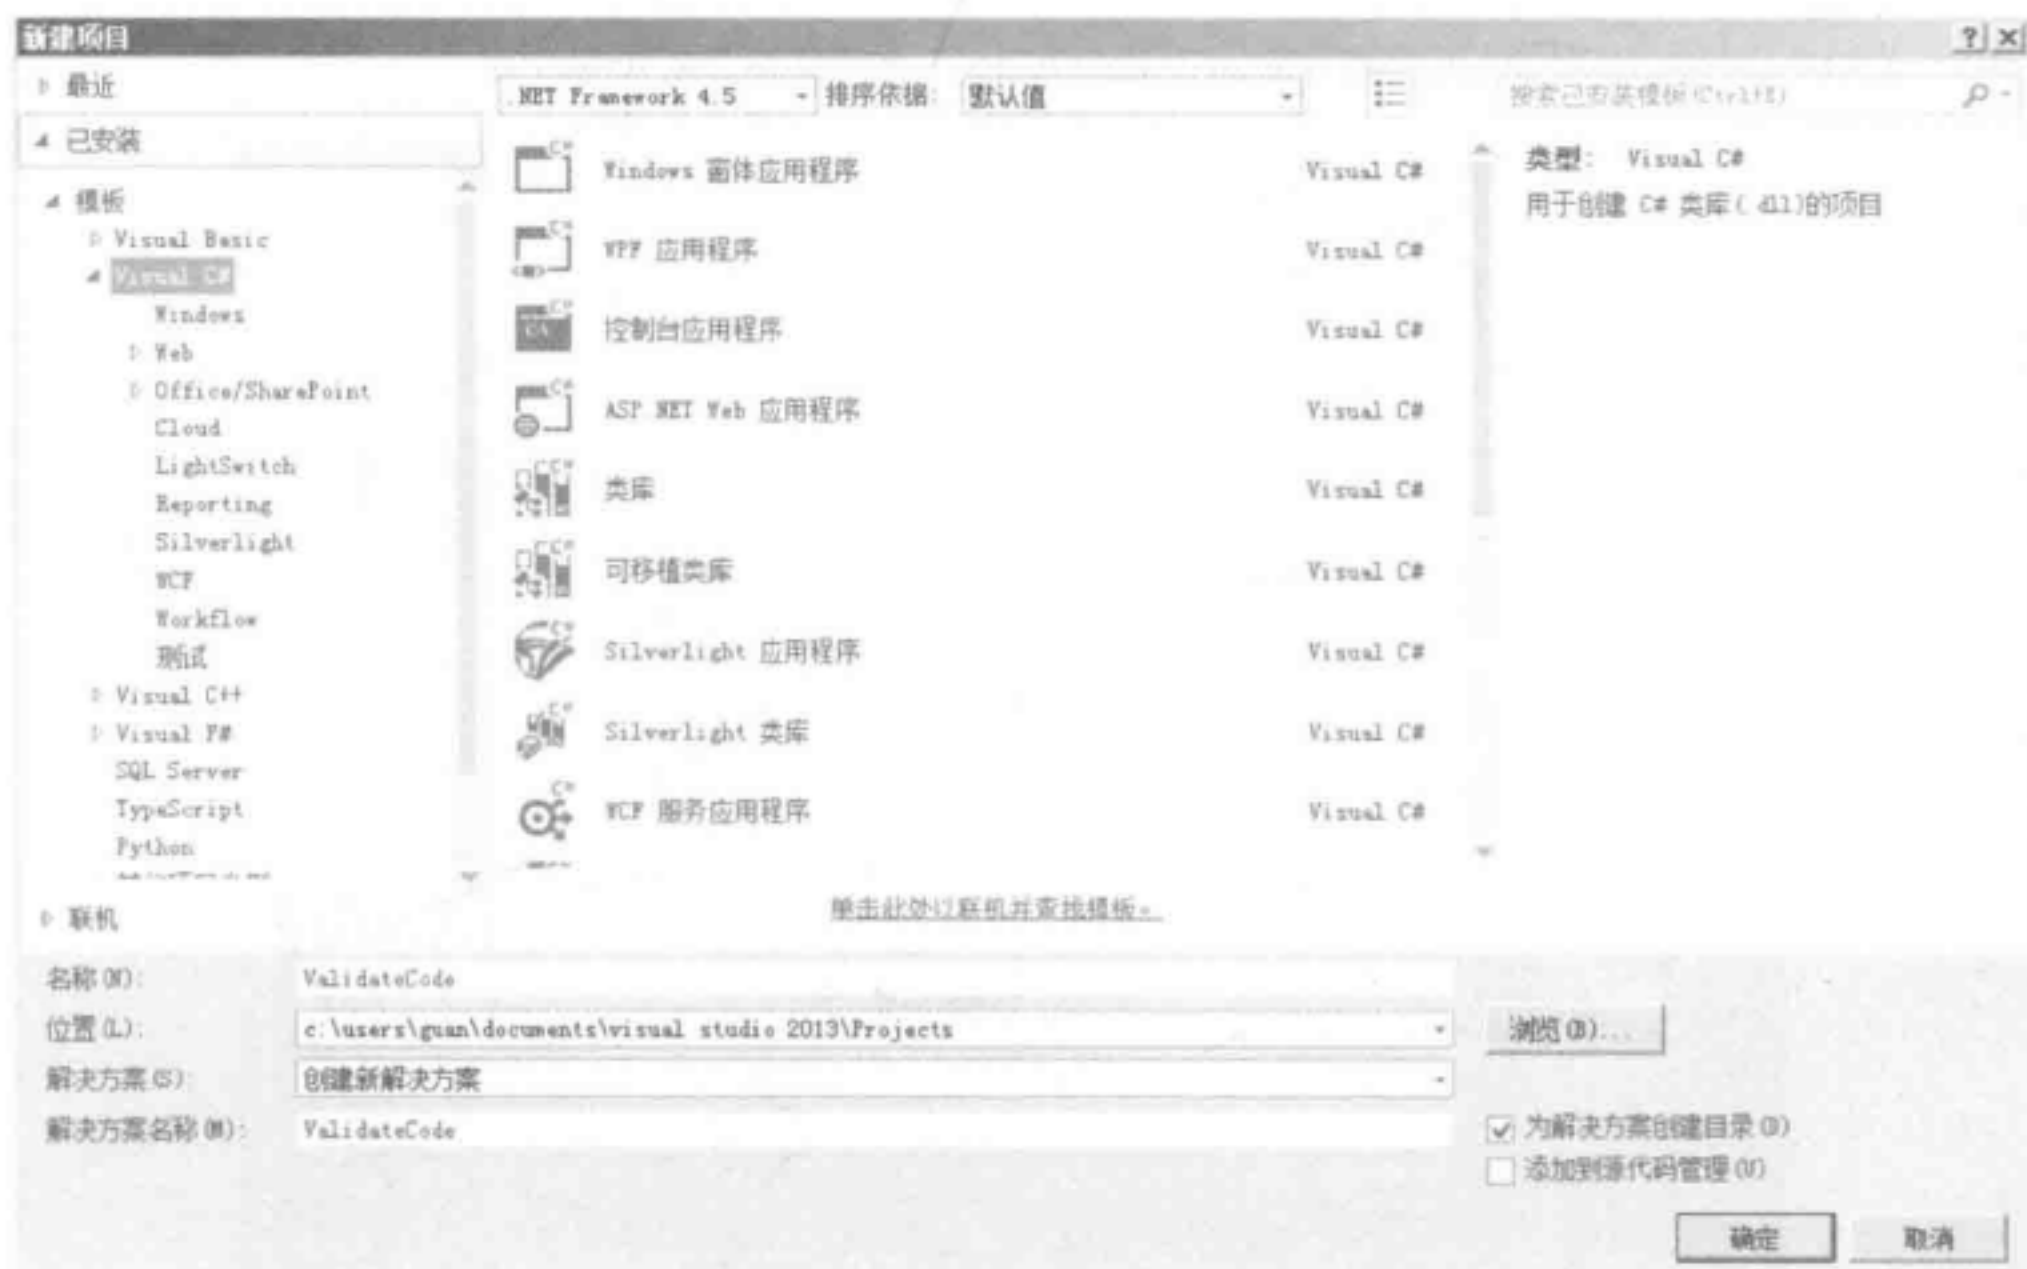 新建项目
最近
已安装
模板
Visual Basic
Visual C#
Windows
Web
Office/SharePoint
Cloud
LightSwitch
Reporting
Silverlight
WCF
Workflow
测试
Visual C++
Visual F#
SQL Server
TypeScript
Python
联机
.NET Framework 4.5 排序依据: 默认值
搜索已安装模板(Ctrl+E)
Windows 窗体应用程序 Visual C#
WPF 应用程序 Visual C#
控制台应用程序 Visual C#
ASP.NET Web 应用程序 Visual C#
类库 Visual C#
可移植类库 Visual C#
Silverlight 应用程序 Visual C#
Silverlight 类库 Visual C#
WCF 服务应用程序 Visual C#
单击此处以联机并查找模板。
类型: Visual C#
用于创建 C# 类库(.dll)的项目
名称(N): ValidateCode
位置(L): c:\users\guan\documents\visual studio 2013\Projects 浏览(B)...
解决方案(S): 创建新解决方案
解决方案名称(M): ValidateCode
为解决方案创建目录(D)
添加到源代码管理(U)
确定 取消